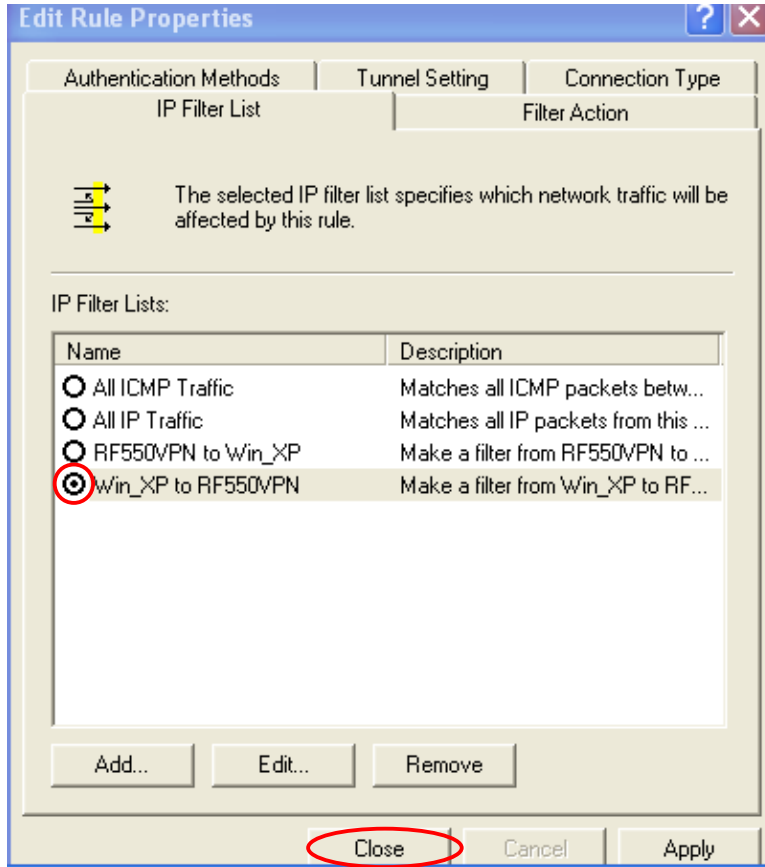 Edit Rule Properties
?
Authentication Methods Tunnel Setting Connection Type
IP Filter List Filter Action
The selected IP filter list specifies which network traffic will be
affected by this rule.
IP Filter Lists:
Name Description
All ICMP Traffic Matches all ICMP packets betw...
All IP Traffic Matches all IP packets from this ...
RF550VPN to Win_XP Make a filter from RF550VPN to ...
Win_XP to RF550VPN Make a filter from Win_XP to RF...
Add... Edit... Remove
Close Cancel Apply